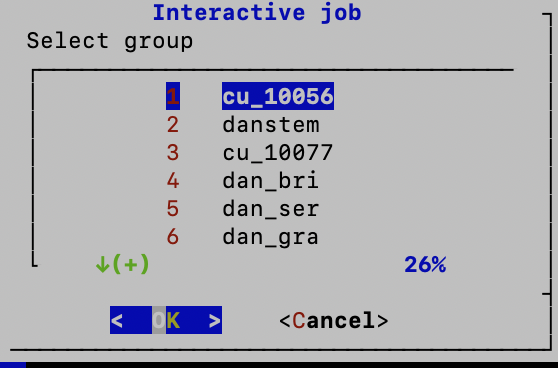 Interactive job
Select group
1 cu_10056
2 danstem
3 cu_10077
4 dan_bri
5 dan_ser
6 dan_gra
↓(+) 26%
< OK > <Cancel>